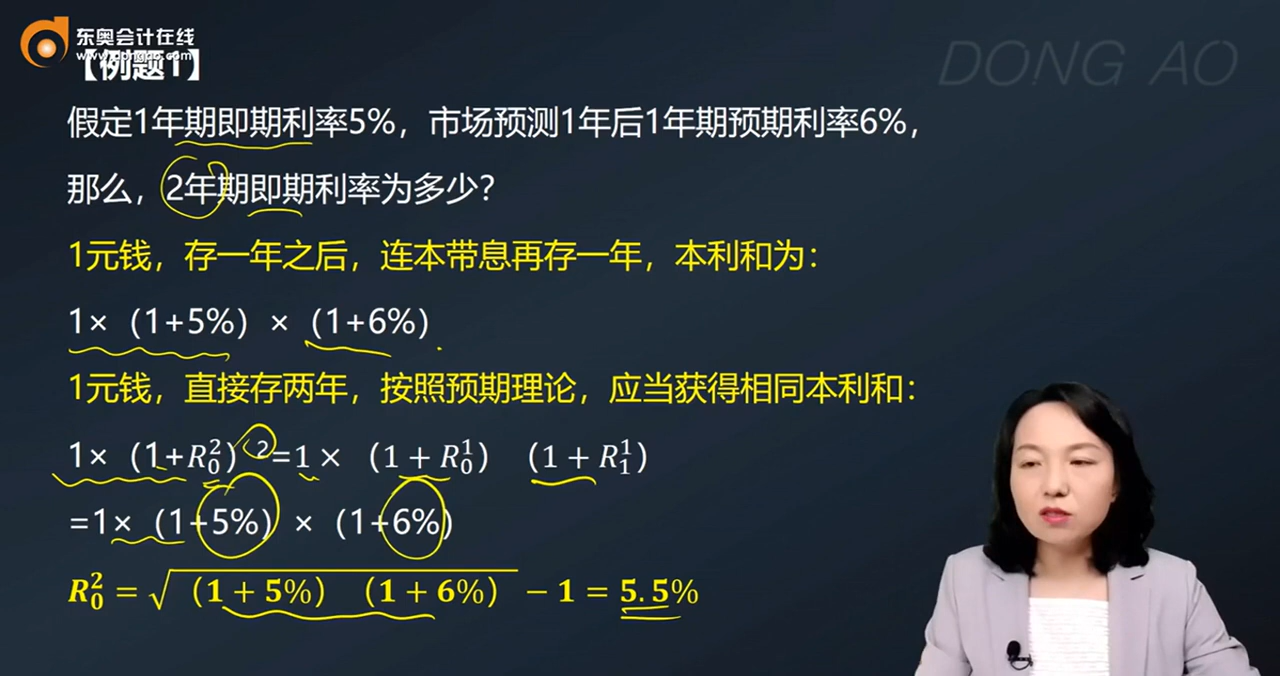 东奥会计在线
www.dongao.com
DONG AO
【例题1】
假定1年期即期利率5%，市场预测1年后1年期预期利率6%，
那么，2年期即期利率为多少？
1元钱，存一年之后，连本带息再存一年，本利和为：
1×（1+5%）×（1+6%）
1元钱，直接存两年，按照预期理论，应当获得相同本利和：
1×（1+R₀²）²=1×（1+R₀¹）（1+R₁¹）
=1×（1+5%）×（1+6%）
R₀²=√（1+5%）（1+6%）−1=5.5%